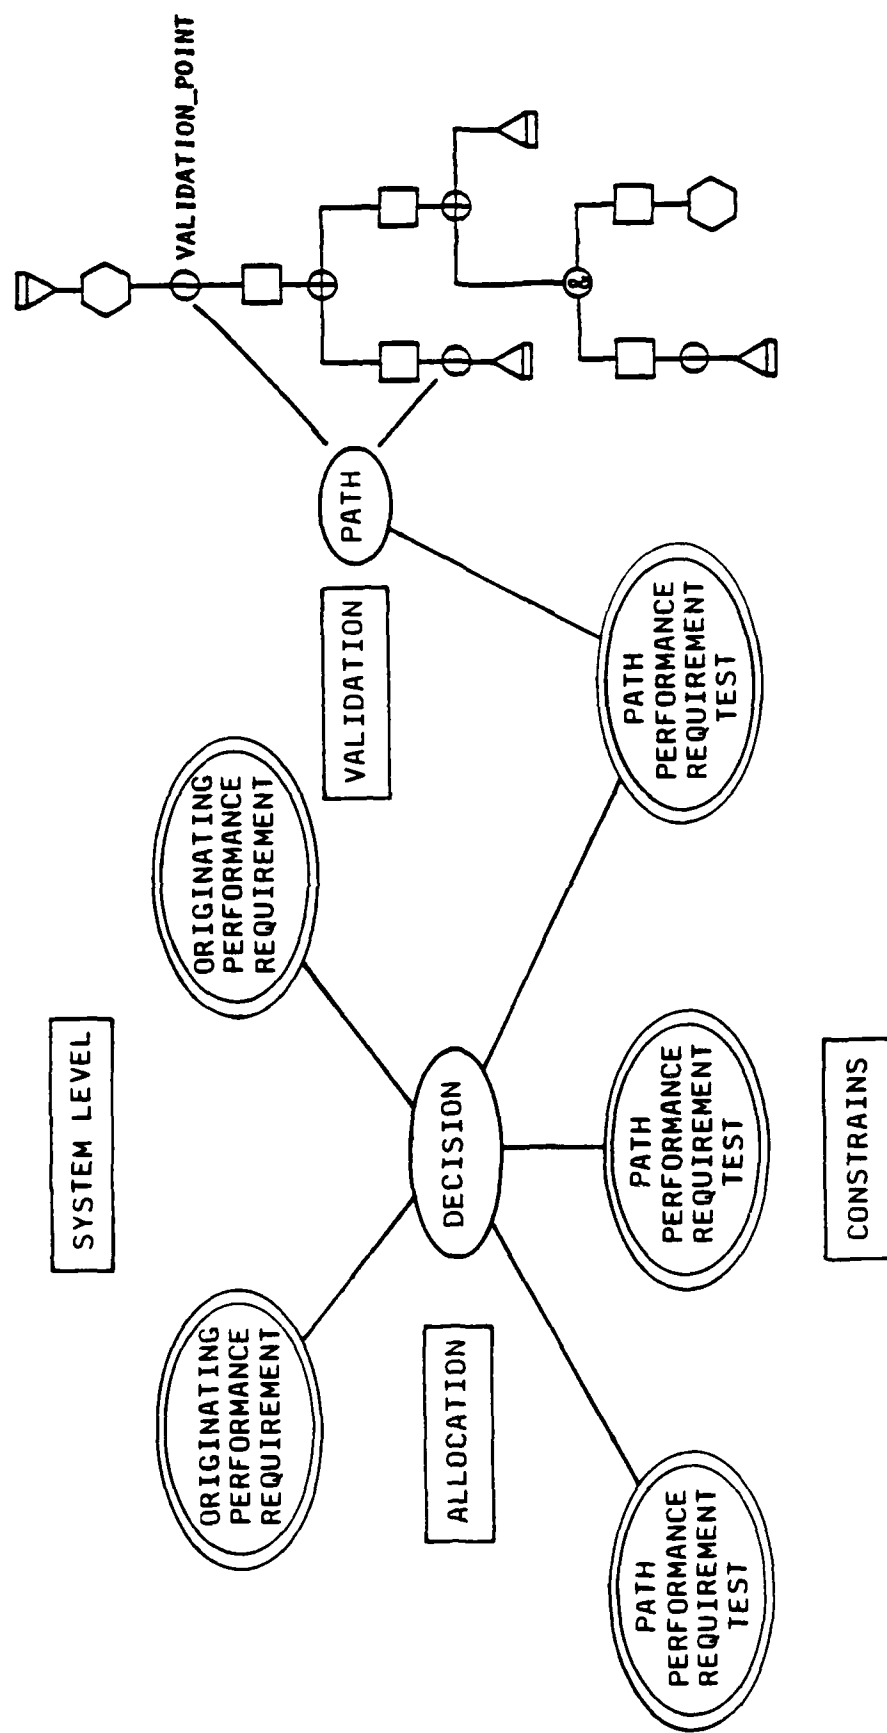 SYSTEM LEVEL
ORIGINATING
PERFORMANCE
REQUIREMENT
ORIGINATING
PERFORMANCE
REQUIREMENT
VALIDATION_POINT
ALLOCATION
DECISION
VALIDATION
PATH
&
PATH
PERFORMANCE
REQUIREMENT
TEST
PATH
PERFORMANCE
REQUIREMENT
TEST
PATH
PERFORMANCE
REQUIREMENT
TEST
CONSTRAINS